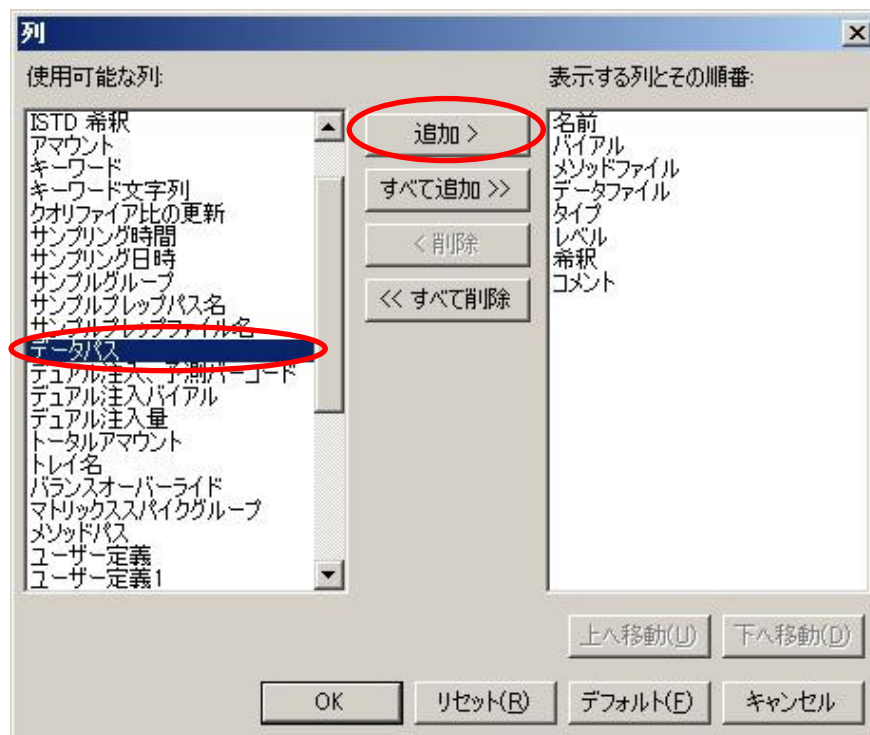 列
使用可能な列:
ISTD 希釈
アマウント
キーワード
キーワード文字列
クオリファイア比の更新
サンプリング時間
サンプリング日時
サンプルグループ
サンプルプレップパス名
サンプルプレップファイル名
データパス
デュアル注入、予測バーコード
デュアル注入バイアル
デュアル注入量
トータルアマウント
トレイ名
バランスオーバーライド
マトリックススパイクグループ
メソッドパス
ユーザー定義
ユーザー定義1
追加 >
すべて追加 >>
< 削除
<< すべて削除
表示する列とその順番:
名前
バイアル
メソッドファイル
データファイル
タイプ
レベル
希釈
コメント
上へ移動(U)
下へ移動(D)
OK
リセット(R)
デフォルト(F)
キャンセル